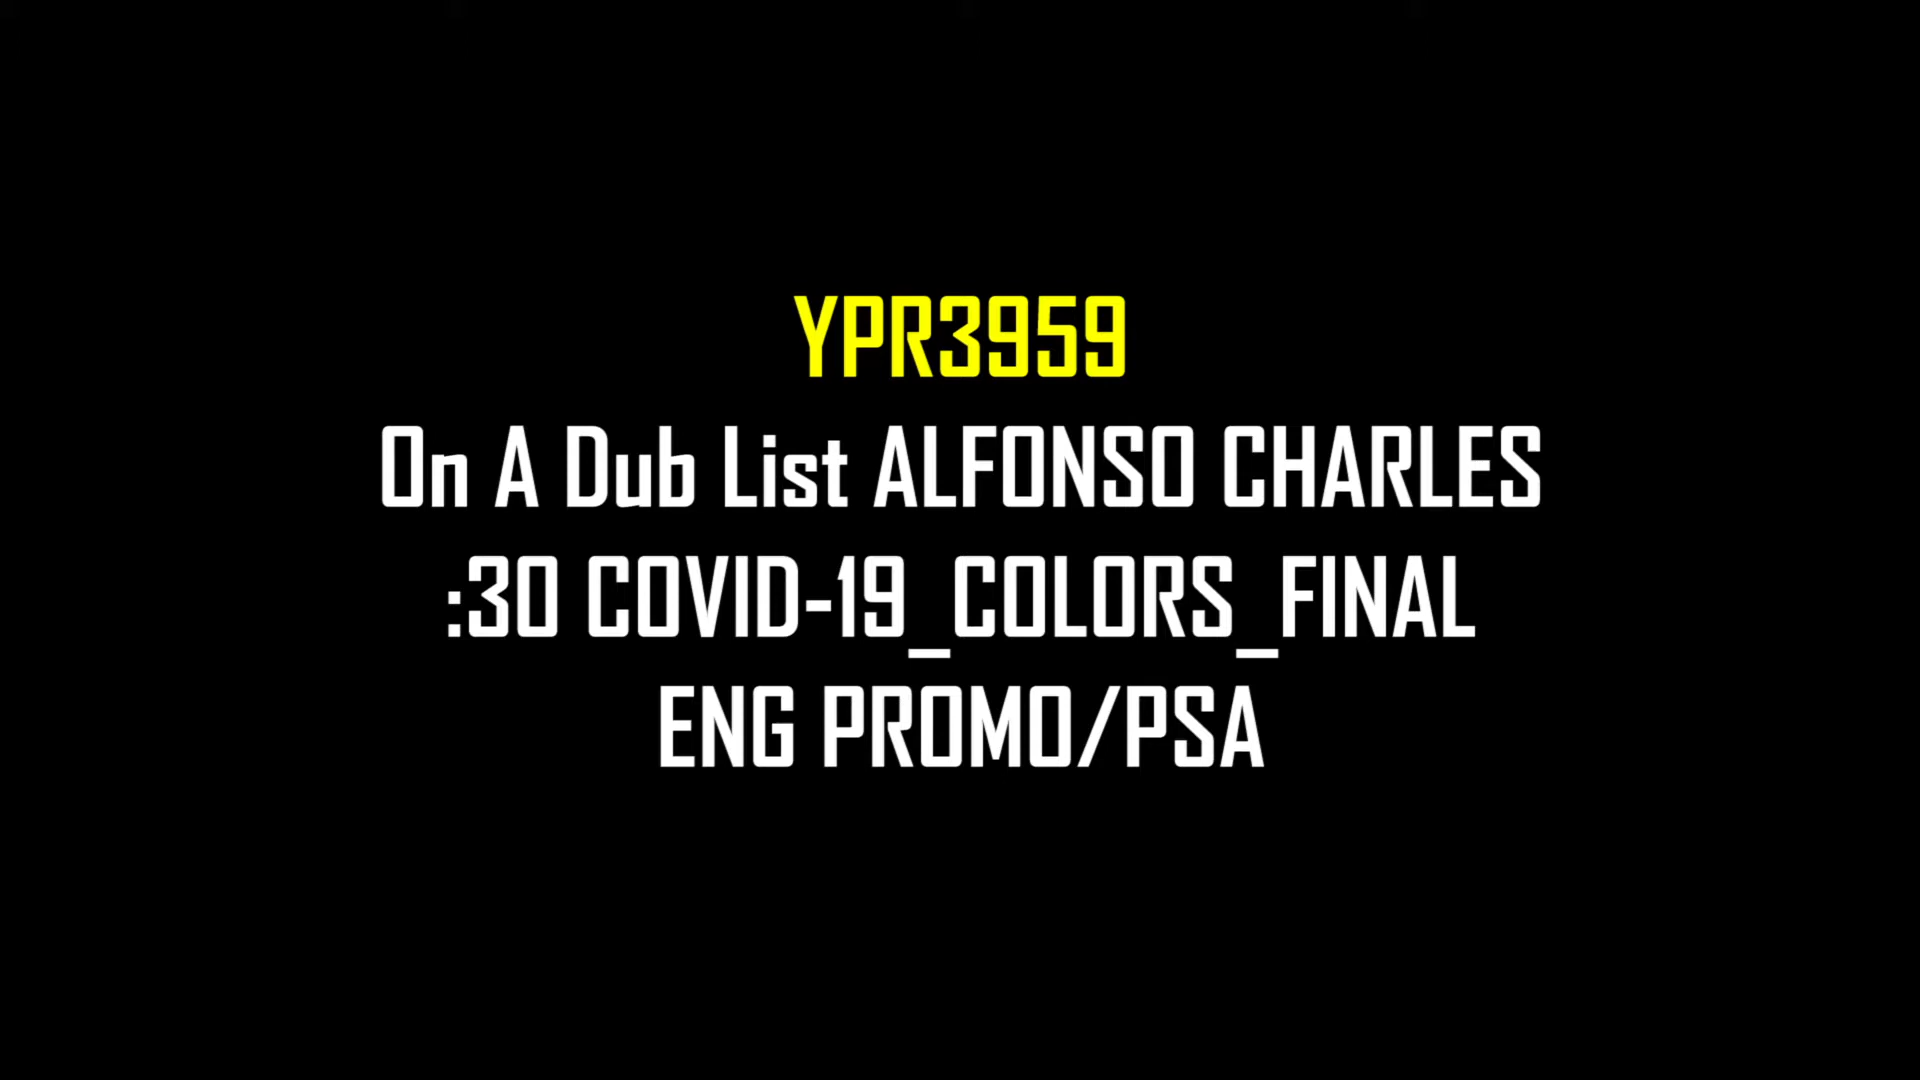 YPR3959
On A Dub List ALFONSO CHARLES
:30 COVID-19_COLORS_FINAL
ENG PROMO/PSA